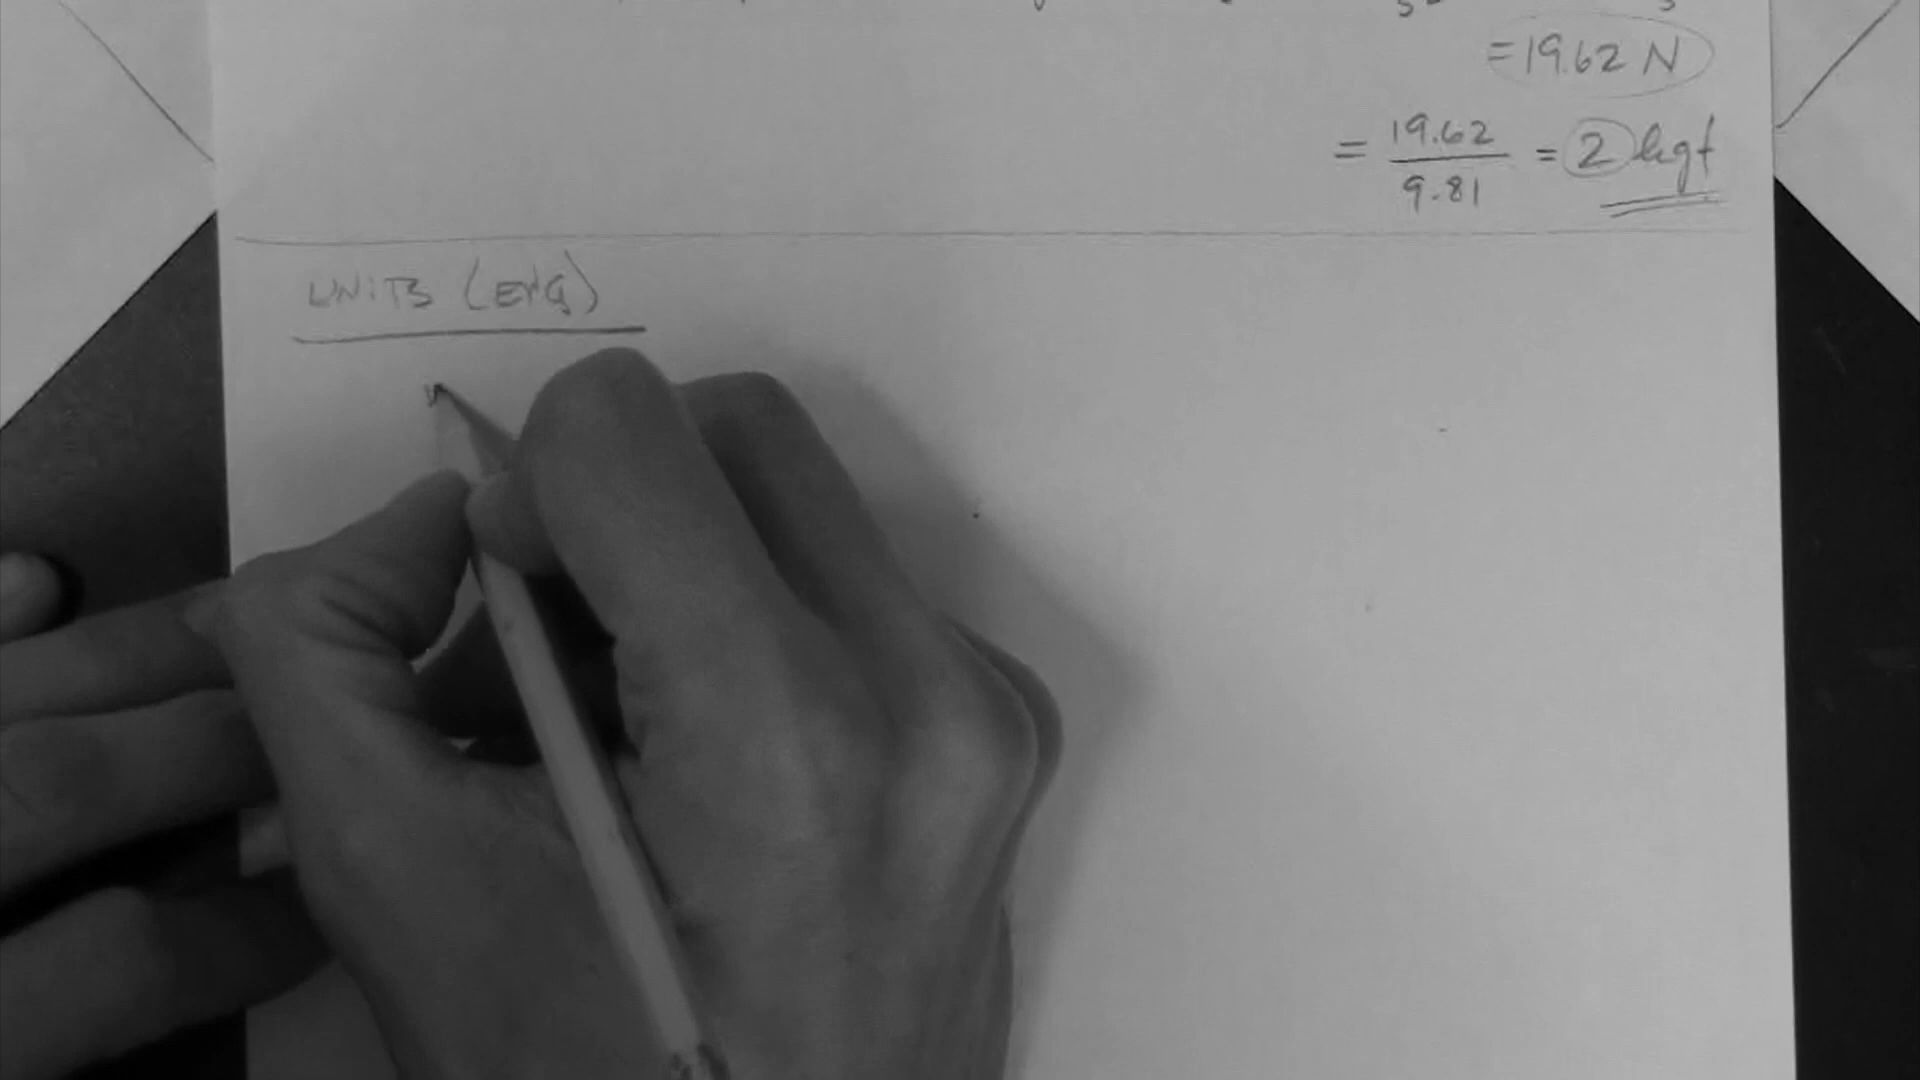 = 19.62 N
= 19.62 / 9.81 = 2 kgf
UNITS (ENG)